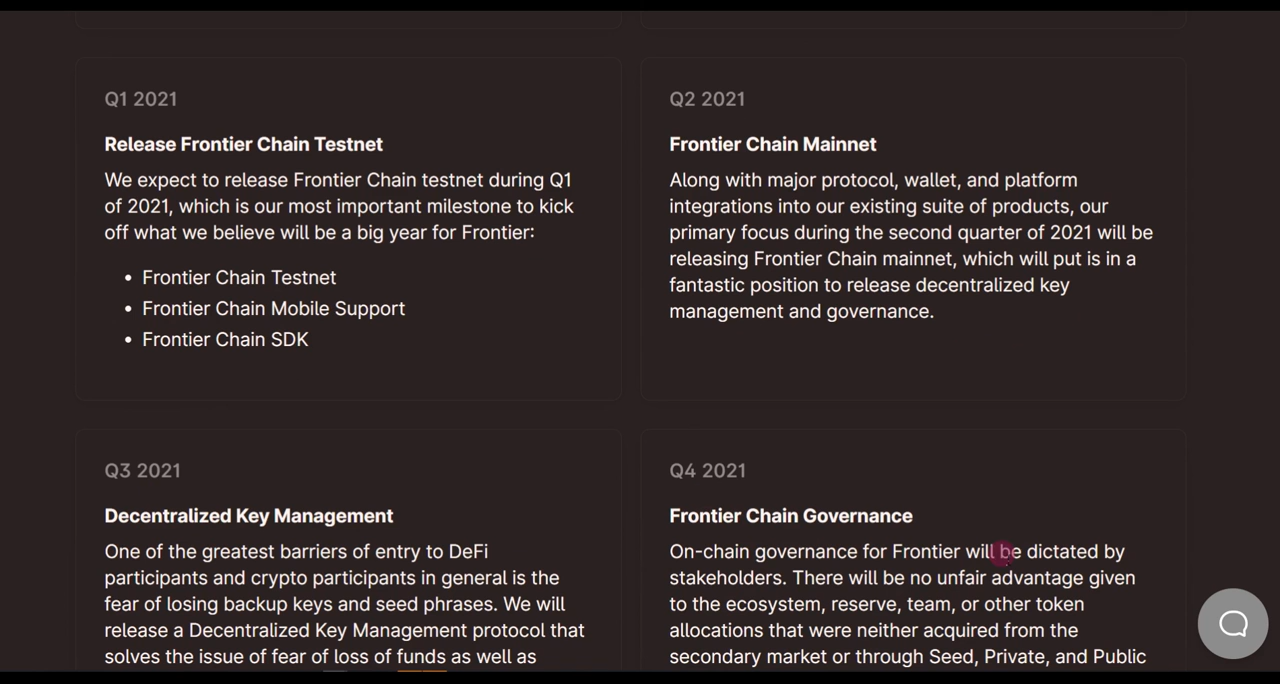 Q1 2021
Release Frontier Chain Testnet
We expect to release Frontier Chain testnet during Q1
of 2021, which is our most important milestone to kick
off what we believe will be a big year for Frontier:
• Frontier Chain Testnet
• Frontier Chain Mobile Support
• Frontier Chain SDK
Q2 2021
Frontier Chain Mainnet
Along with major protocol, wallet, and platform
integrations into our existing suite of products, our
primary focus during the second quarter of 2021 will be
releasing Frontier Chain mainnet, which will put is in a
fantastic position to release decentralized key
management and governance.
Q3 2021
Decentralized Key Management
One of the greatest barriers of entry to DeFi
participants and crypto participants in general is the
fear of losing backup keys and seed phrases. We will
release a Decentralized Key Management protocol that
solves the issue of fear of loss of funds as well as
Q4 2021
Frontier Chain Governance
On-chain governance for Frontier will be dictated by
stakeholders. There will be no unfair advantage given
to the ecosystem, reserve, team, or other token
allocations that were neither acquired from the
secondary market or through Seed, Private, and Public